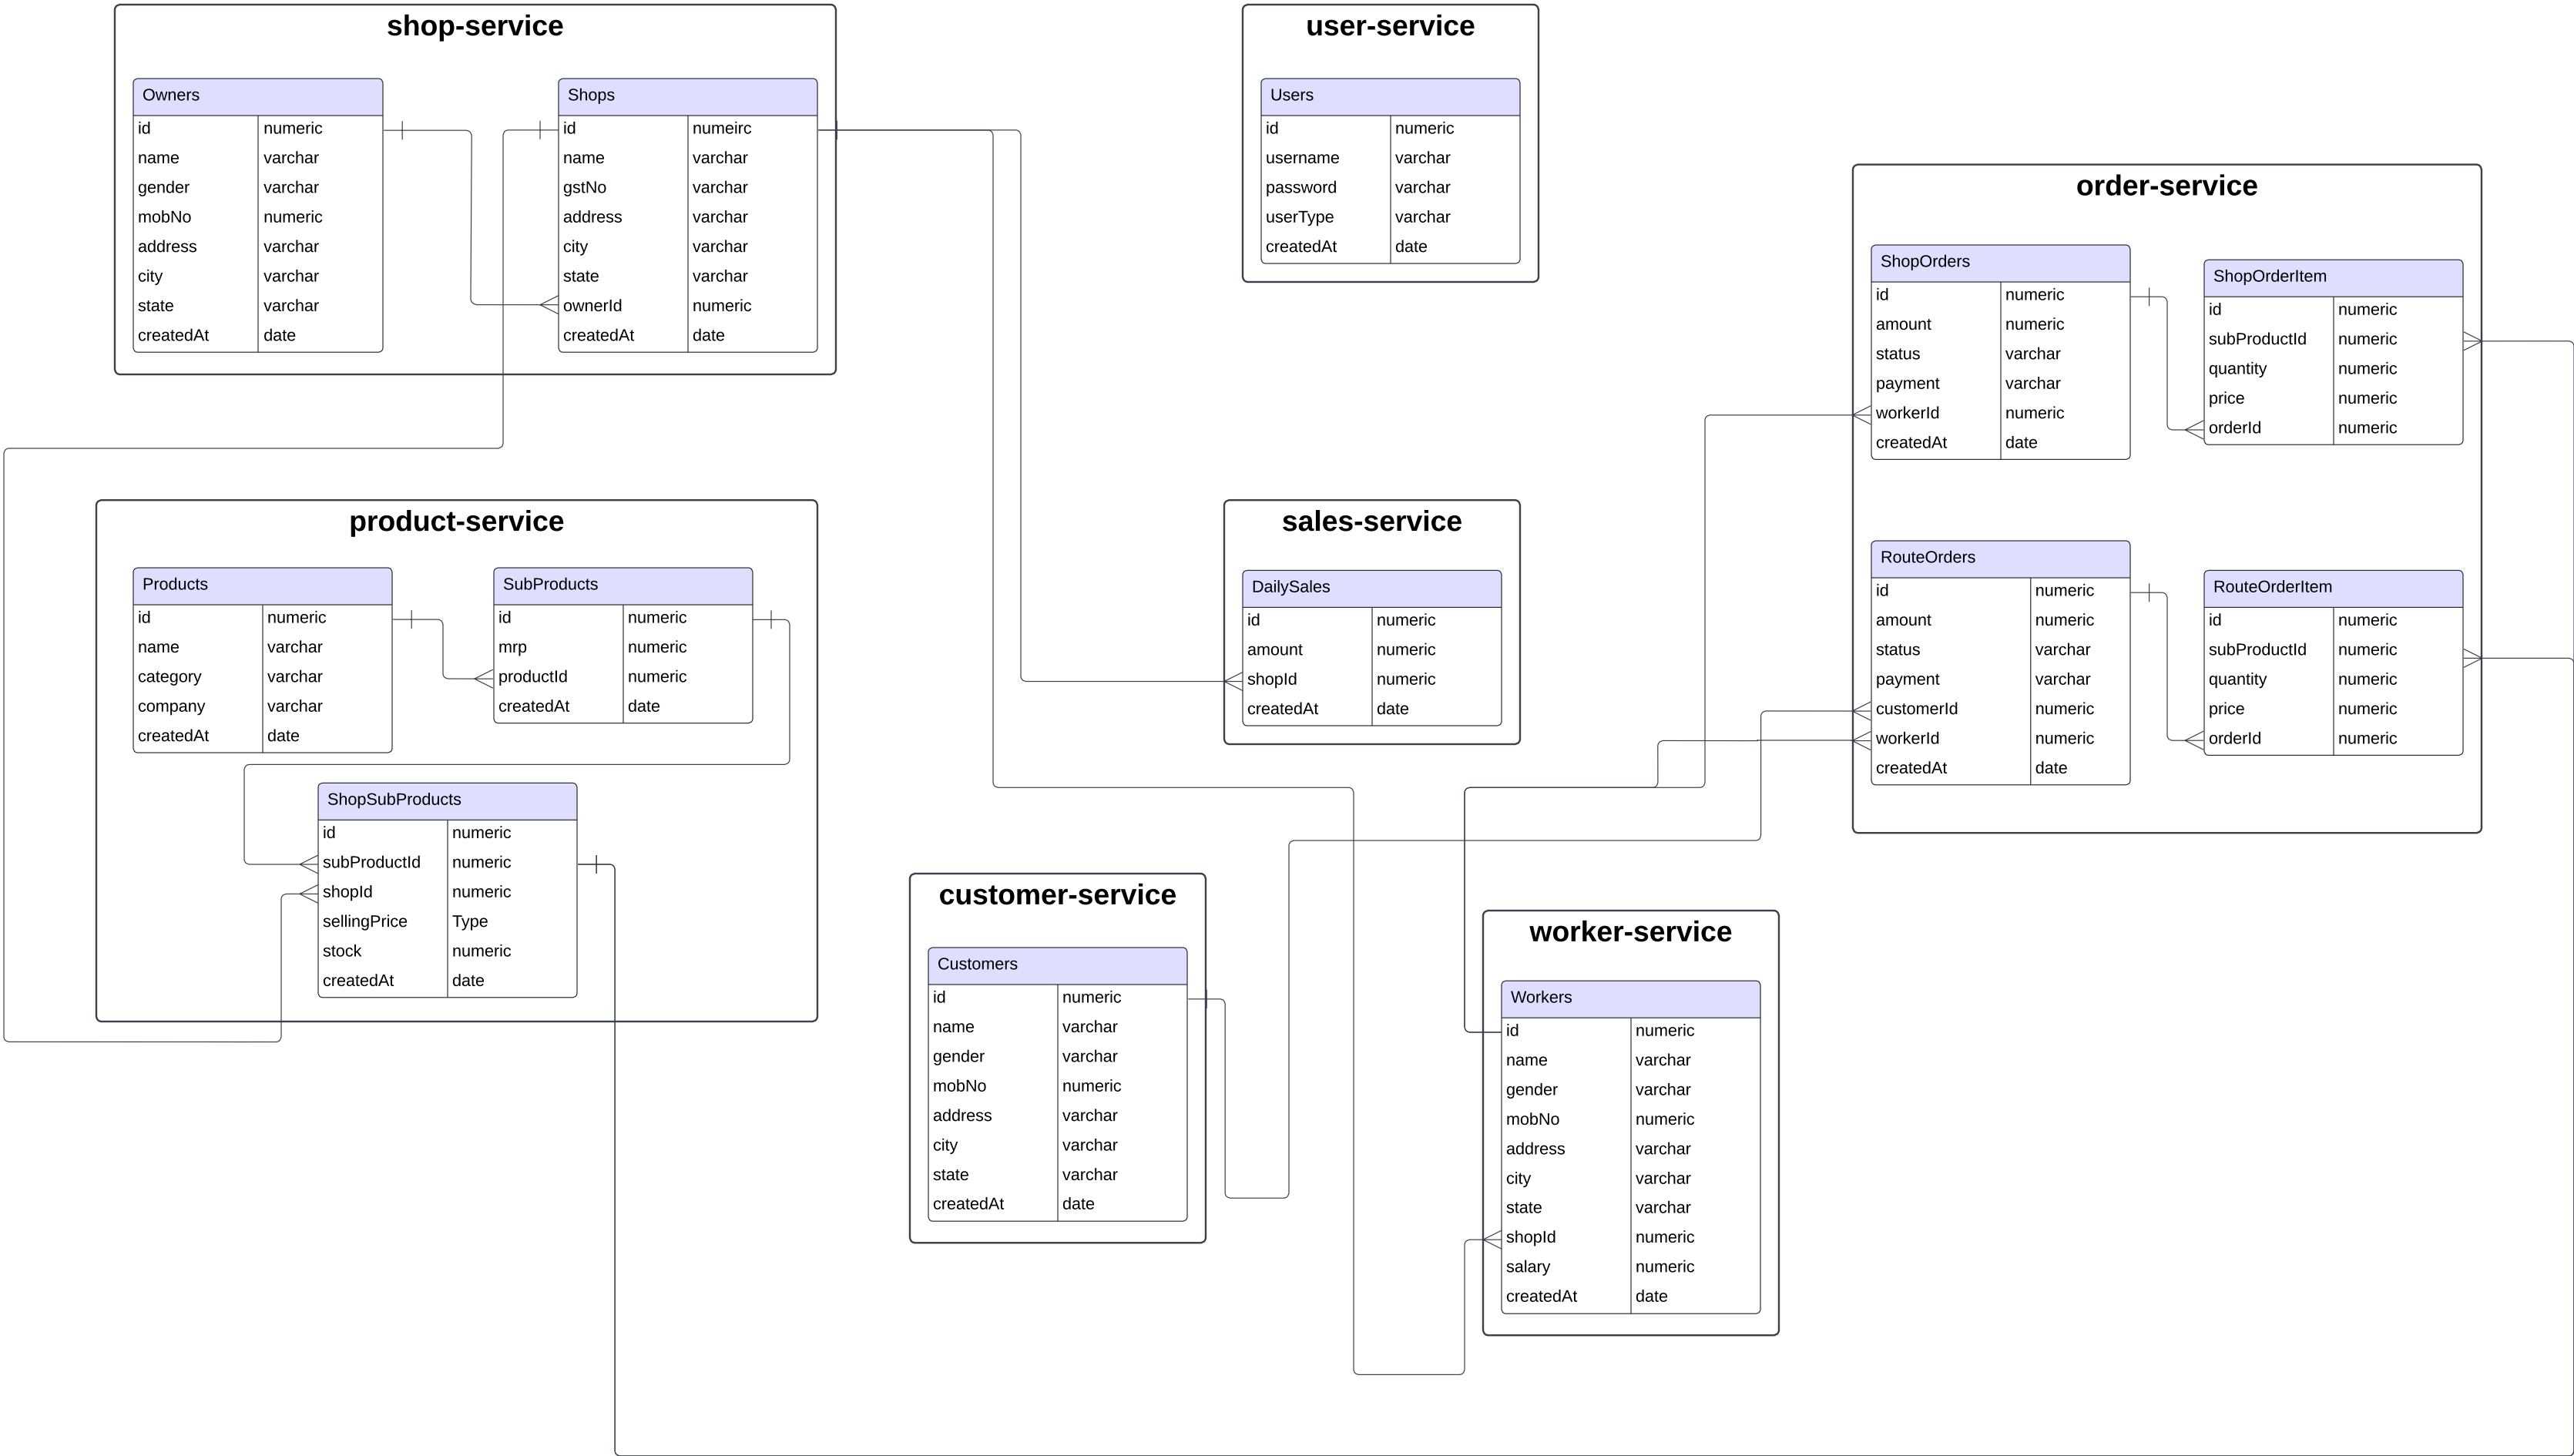 shop-service
Owners
id numeric
name varchar
gender varchar
mobNo numeric
address varchar
city varchar
state varchar
createdAt date
Shops
id numeirc
name varchar
gstNo varchar
address varchar
city varchar
state varchar
ownerId numeric
createdAt date
user-service
Users
id numeric
username varchar
password varchar
userType varchar
createdAt date
order-service
ShopOrders
id numeric
amount numeric
status varchar
payment varchar
workerId numeric
createdAt date
ShopOrderItem
id numeric
subProductId numeric
quantity numeric
price numeric
orderId numeric
RouteOrders
id numeric
amount numeric
status varchar
payment varchar
customerId numeric
workerId numeric
createdAt date
RouteOrderItem
id numeric
subProductId numeric
quantity numeric
price numeric
orderId numeric
product-service
Products
id numeric
name varchar
category varchar
company varchar
createdAt date
SubProducts
id numeric
mrp numeric
productId numeric
createdAt date
ShopSubProducts
id numeric
subProductId numeric
shopId numeric
sellingPrice Type
stock numeric
createdAt date
sales-service
DailySales
id numeric
amount numeric
shopId numeric
createdAt date
customer-service
Customers
id numeric
name varchar
gender varchar
mobNo numeric
address varchar
city varchar
state varchar
createdAt date
worker-service
Workers
id numeric
name varchar
gender varchar
mobNo numeric
address varchar
city varchar
state varchar
shopId numeric
salary numeric
createdAt date